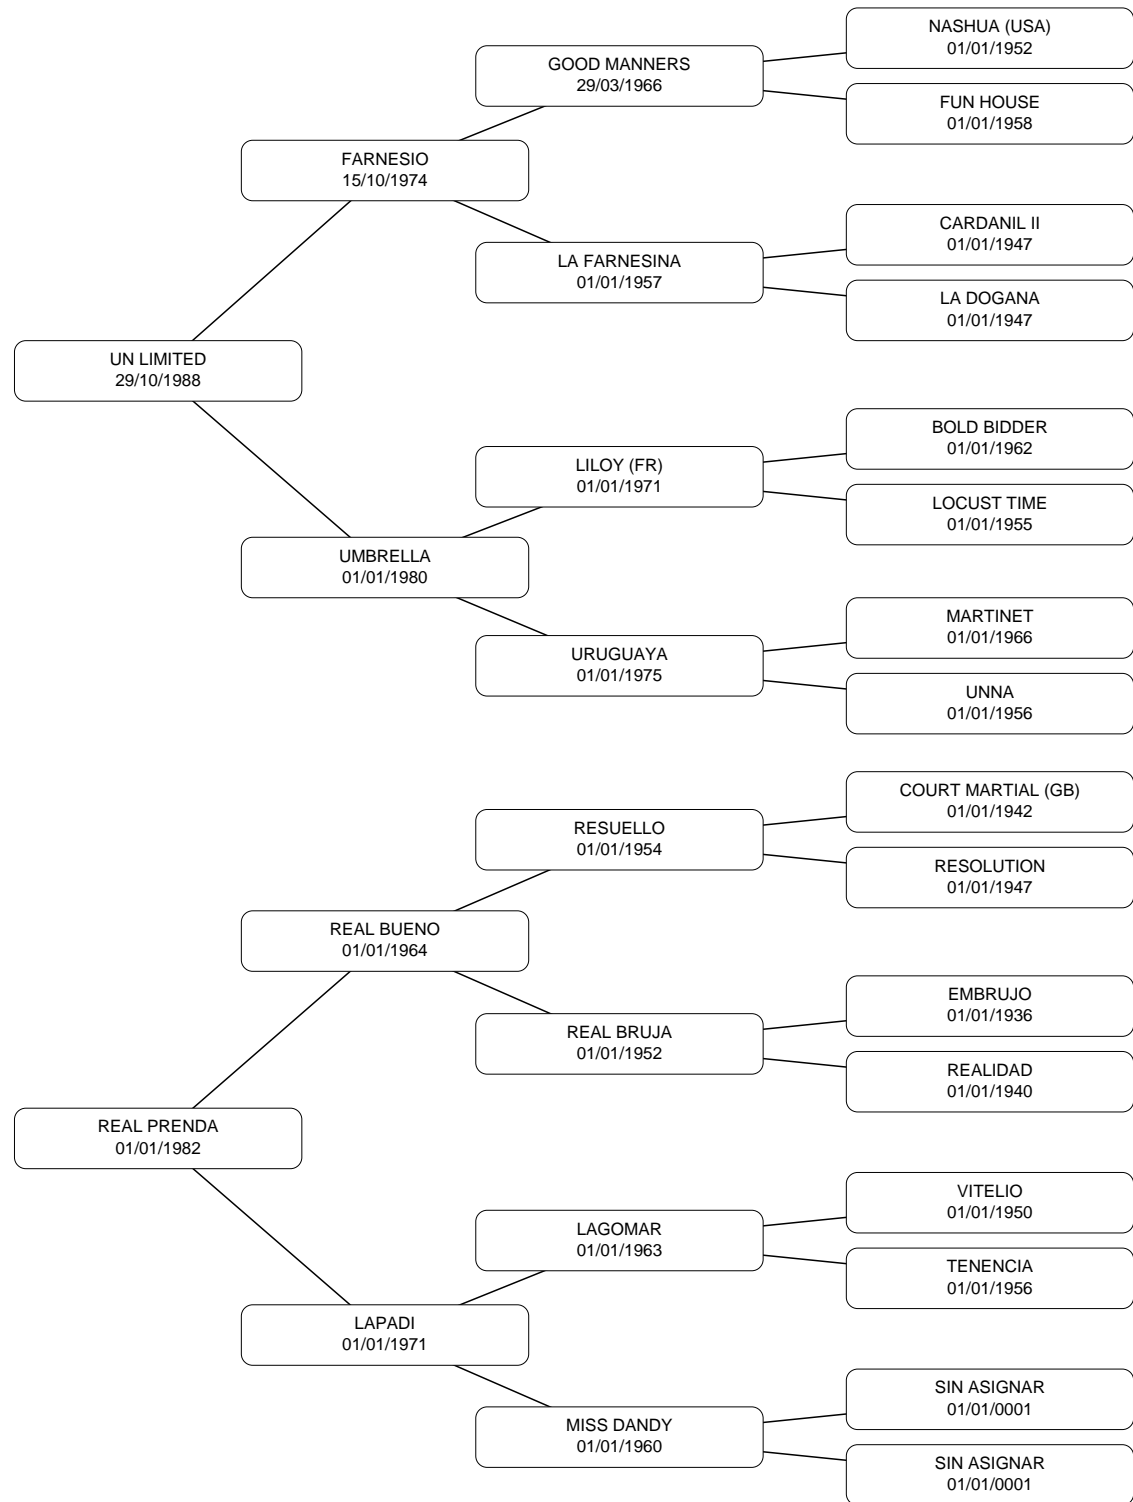 NASHUA (USA)
01/01/1952
GOOD MANNERS
29/03/1966
FUN HOUSE
01/01/1958
FARNESIO
15/10/1974
CARDANIL II
01/01/1947
LA FARNESINA
01/01/1957
LA DOGANA
01/01/1947
UN LIMITED
29/10/1988
BOLD BIDDER
01/01/1962
LILOY (FR)
01/01/1971
LOCUST TIME
01/01/1955
UMBRELLA
01/01/1980
MARTINET
01/01/1966
URUGUAYA
01/01/1975
UNNA
01/01/1956
COURT MARTIAL (GB)
01/01/1942
RESUELLO
01/01/1954
RESOLUTION
01/01/1947
REAL BUENO
01/01/1964
EMBRUJO
01/01/1936
REAL BRUJA
01/01/1952
REALIDAD
01/01/1940
REAL PRENDA
01/01/1982
VITELIO
01/01/1950
LAGOMAR
01/01/1963
TENENCIA
01/01/1956
LAPADI
01/01/1971
SIN ASIGNAR
01/01/0001
MISS DANDY
01/01/1960
SIN ASIGNAR
01/01/0001